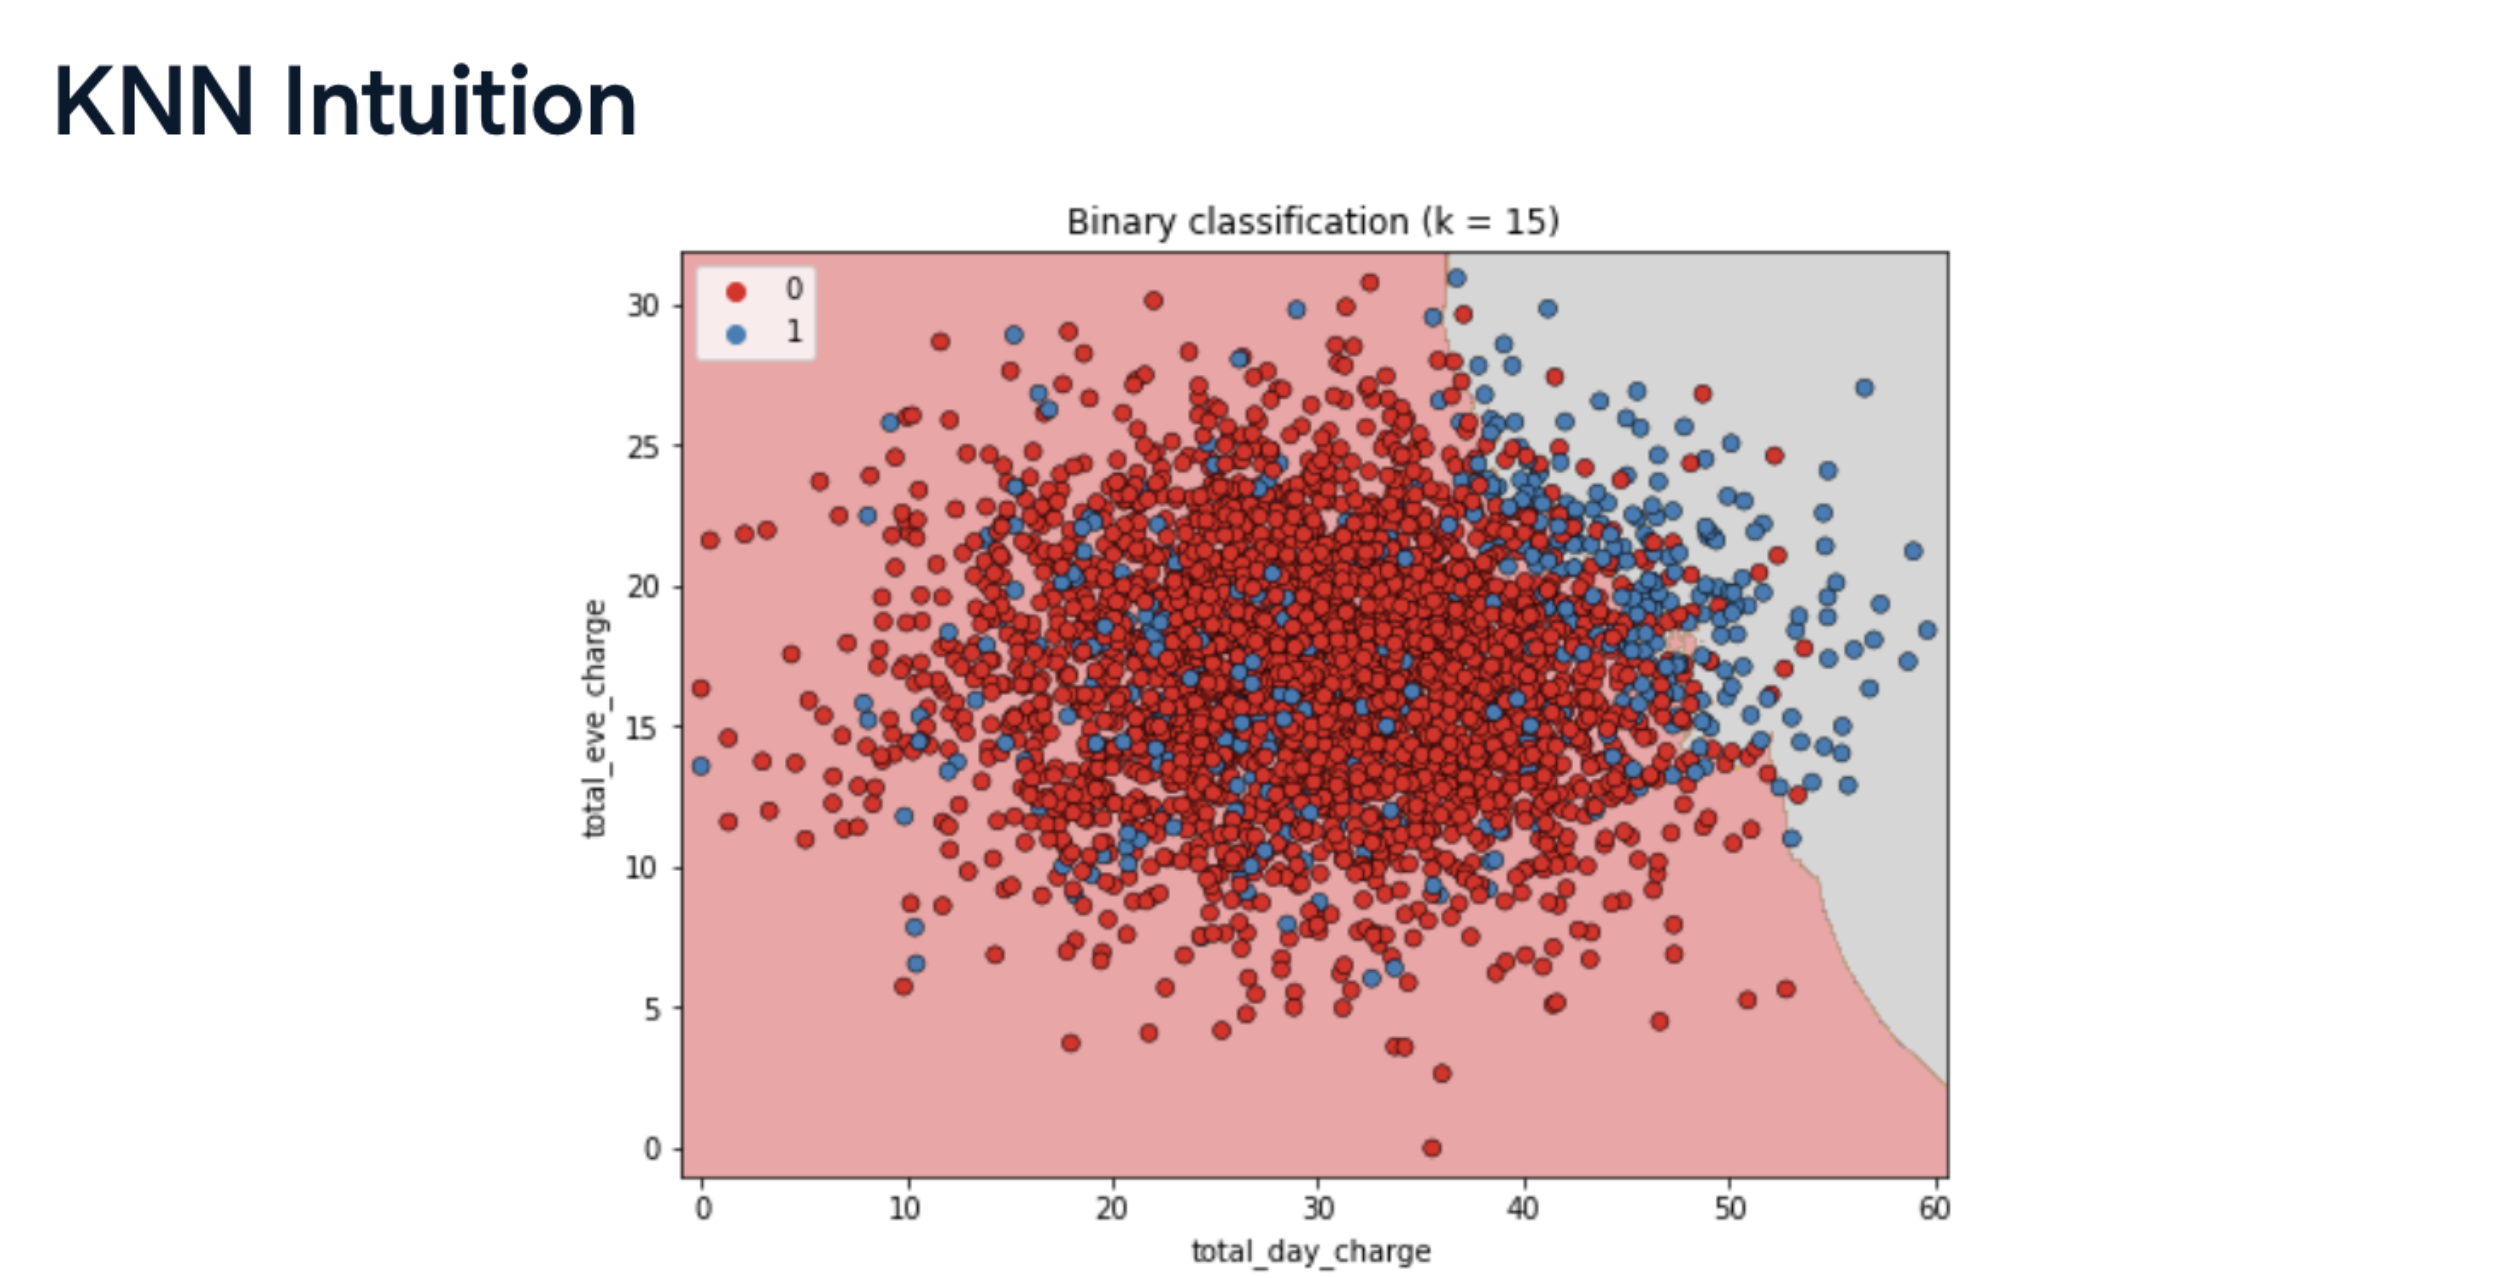 KNN Intuition
Binary classification (k = 15)
0
1
30
25
20
15
10
5
0
total_eve_charge
0 10 20 30 40 50 60
total_day_charge